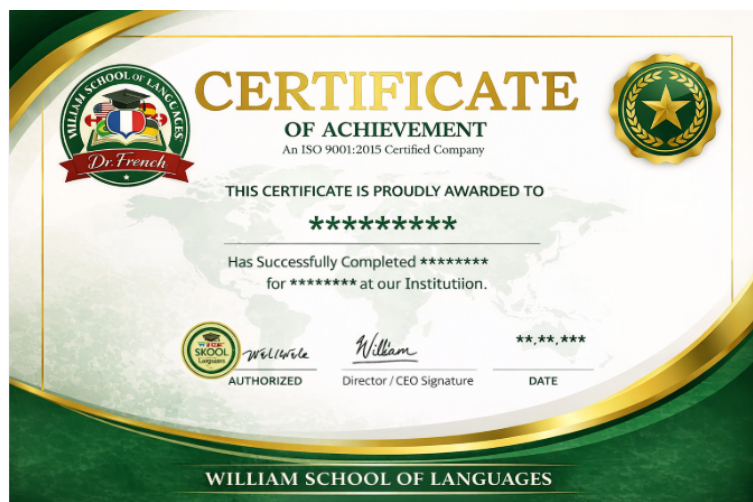 WILLIAM SCHOOL OF LANGUAGES
Dr. French
CERTIFICATE
OF ACHIEVEMENT
An ISO 9001:2015 Certified Company
THIS CERTIFICATE IS PROUDLY AWARDED TO
*********
Has Successfully Completed ********
for ******** at our Institutiion.
SKOOL
William
**,**,***
AUTHORIZED
Director / CEO Signature
DATE
WILLIAM SCHOOL OF LANGUAGES